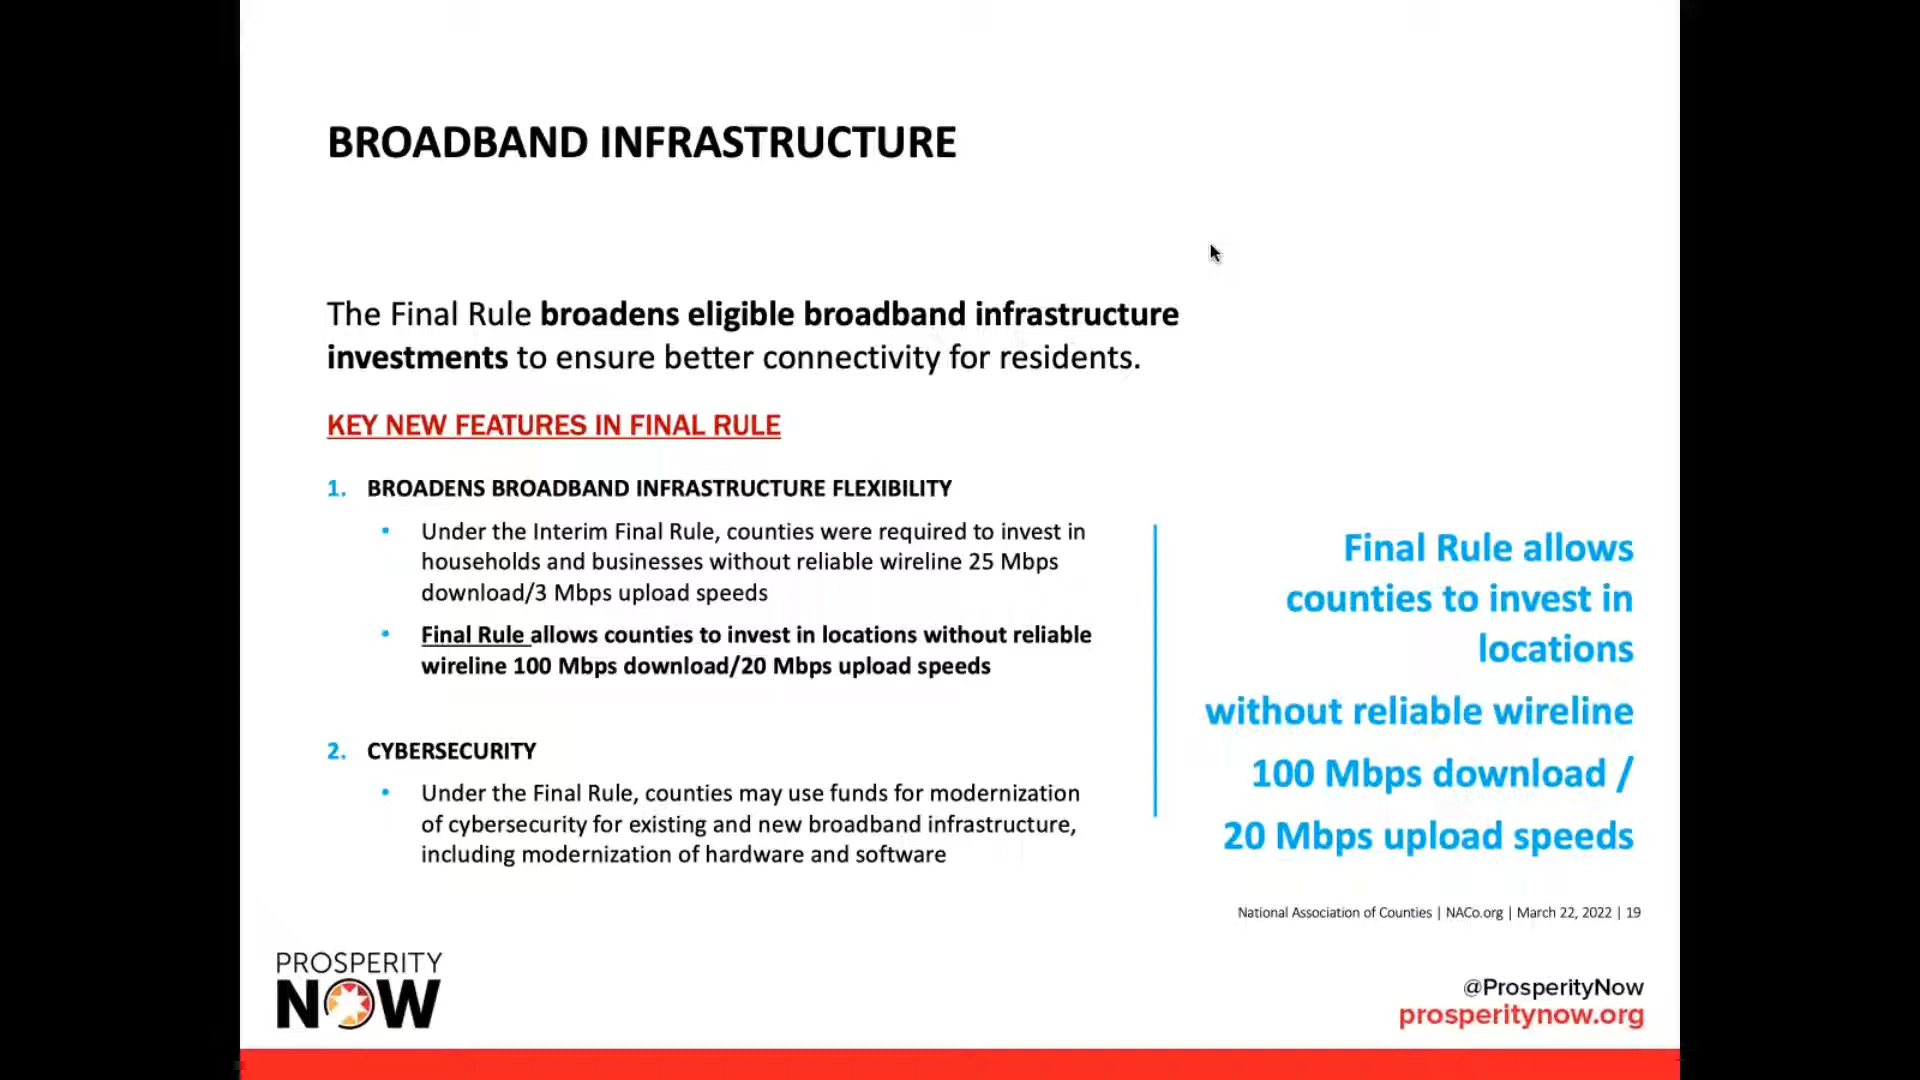 BROADBAND INFRASTRUCTURE
The Final Rule broadens eligible broadband infrastructure
investments to ensure better connectivity for residents.
KEY NEW FEATURES IN FINAL RULE
1. BROADENS BROADBAND INFRASTRUCTURE FLEXIBILITY
• Under the Interim Final Rule, counties were required to invest in
households and businesses without reliable wireline 25 Mbps
download/3 Mbps upload speeds
• Final Rule allows counties to invest in locations without reliable
wireline 100 Mbps download/20 Mbps upload speeds
2. CYBERSECURITY
• Under the Final Rule, counties may use funds for modernization
of cybersecurity for existing and new broadband infrastructure,
including modernization of hardware and software
Final Rule allows
counties to invest in
locations
without reliable wireline
100 Mbps download /
20 Mbps upload speeds
National Association of Counties | NACo.org | March 22, 2022 | 19
PROSPERITY
NOW
@ProsperityNow
prosperitynow.org